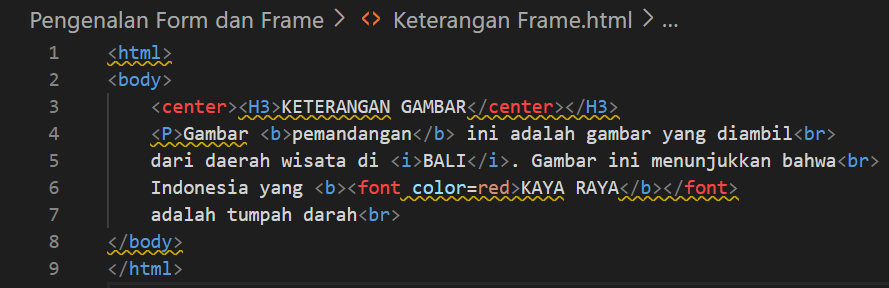 Pengenalan Form und Frame > <> Keterangan Frame.html > ...
1 <html>
2 <body>
3 <center><H3>KETERANGAN GAMBAR</center></H3>
4 <P>Gambar <b>pemandangan</b> ini adalah gambar yang diambil<br>
5 dari daerah wisata di <i>BALI</i>. Gambar ini menunjukkan bahwa<br>
6 Indonesia yang <b><font color=red>KAYA RAYA</b></font>
7 adalah tumpah darah<br>
8 </body>
9 </html>